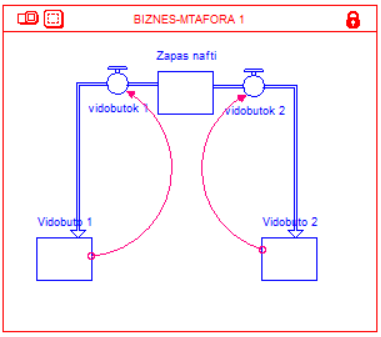 BIZNES-MTAFORA 1
Zapas nafti
vidobutok 1
vidobutok 2
Vidobuto 1
Vidobuto 2